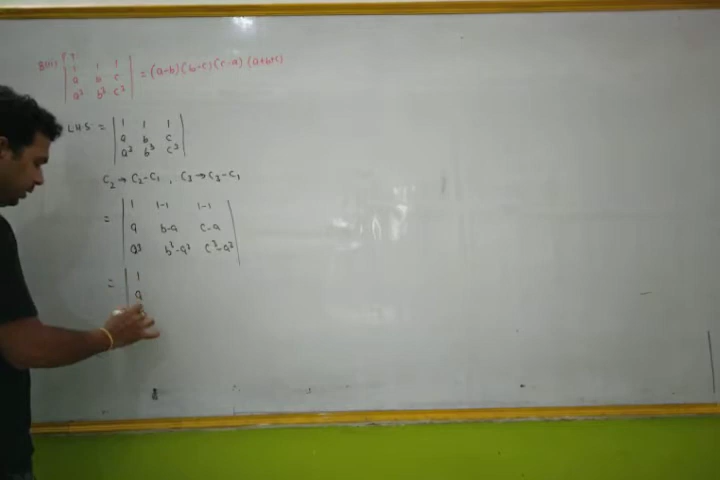 1 1 1
a b c
a³ b³ c³ = (a-b)(b-c)(c-a)(a+b+c)
LHS = 1 1 1
a b c
a³ b³ c³
C₂ → C₂-C₁ , C₃ → C₃-C₁
= 1 1-1 1-1
a b-a c-a
a³ b³-a³ c³-a³
= 1
a